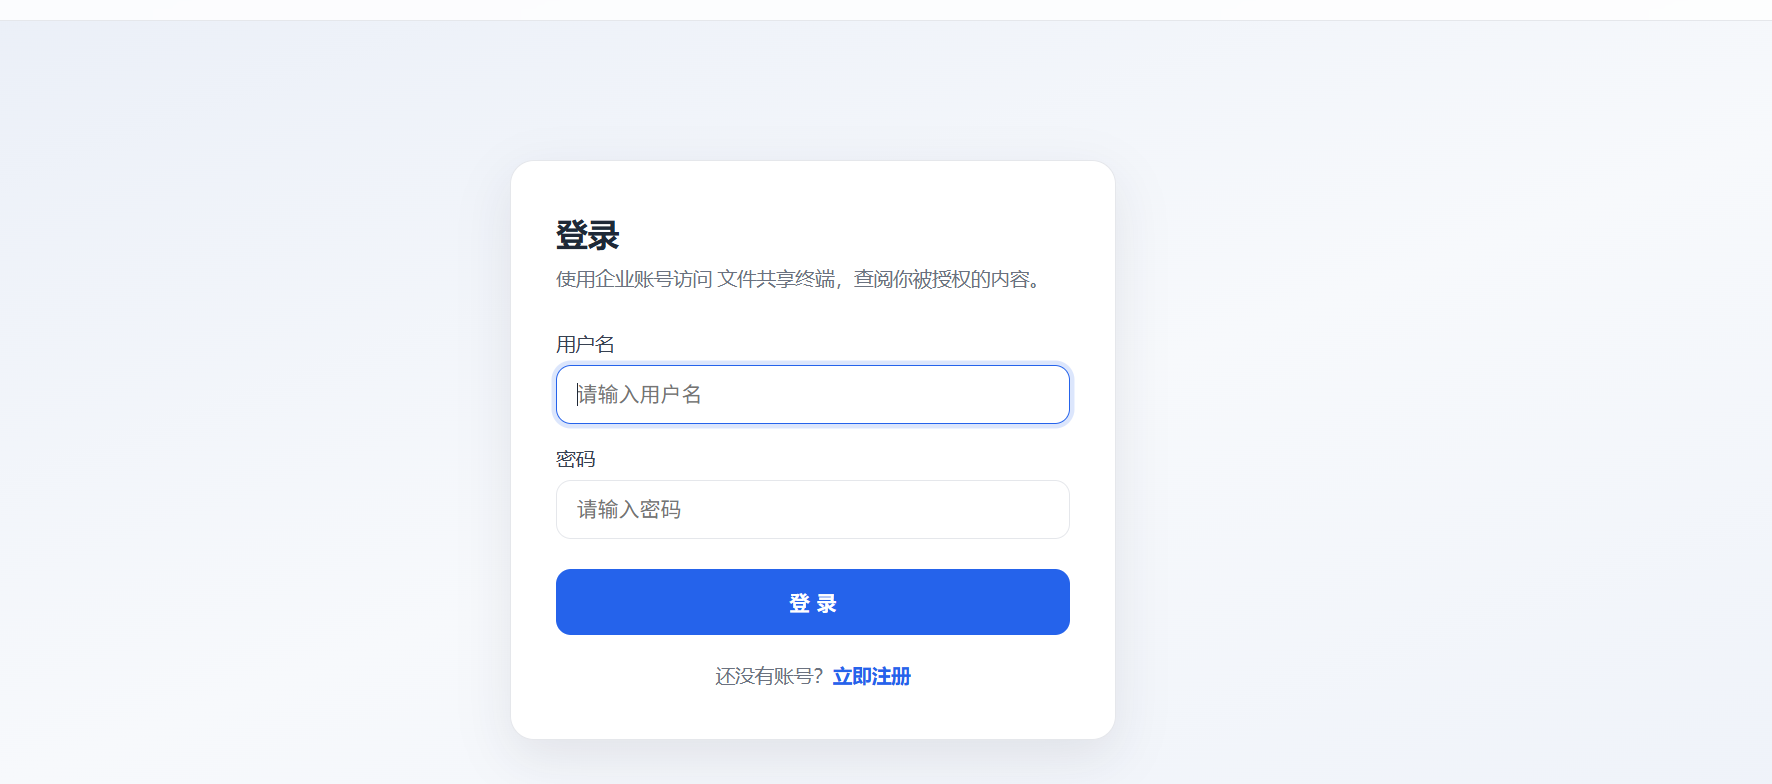 登录
使用企业账号访问 文件共享终端，查阅你被授权的内容。
用户名
请输入用户名
密码
请输入密码
登 录
还没有账号？立即注册